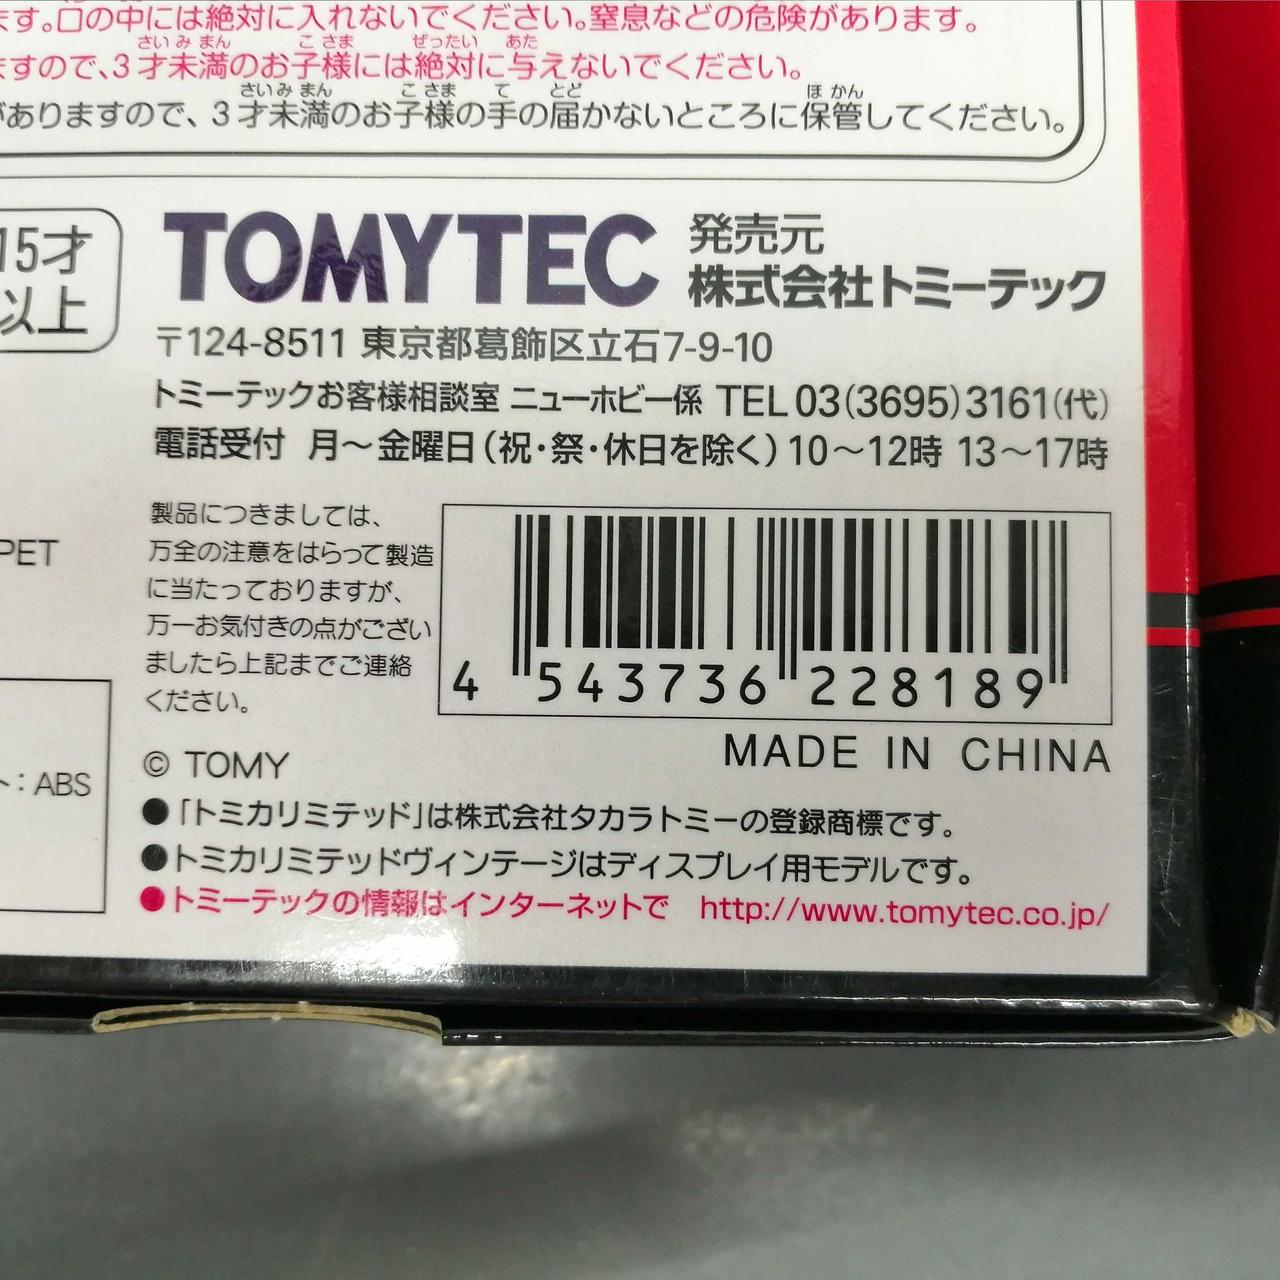 ます。口の中には絶対に入れないでください。窒息などの危険があります。
さいみまん こさま ぜったい あた
ますので、3才未満のお子様には絶対に与えないでください。
さいみまん こさま て とど ほかん
がありますので、3才未満のお子様の手の届かないところに保管してください。
15才
以上
TOMYTEC
発売元
株式会社トミーテック
〒124-8511 東京都葛飾区立石7-9-10
トミーテックお客様相談室 ニューホビー係 TEL 03(3695)3161(代)
電話受付 月～金曜日(祝・祭・休日を除く) 10～12時 13～17時
製品につきましては、
万全の注意をはらって製造
に当たっておりますが、
万一お気付きの点がござい
ましたら上記までご連絡
ください。
PET
4 543736 228189
MADE IN CHINA
© TOMY
ト：ABS
●「トミカリミテッド」は株式会社タカラトミーの登録商標です。
●トミカリミテッドヴィンテージはディスプレイ用モデルです。
●トミーテックの情報はインターネットで http://www.tomytec.co.jp/